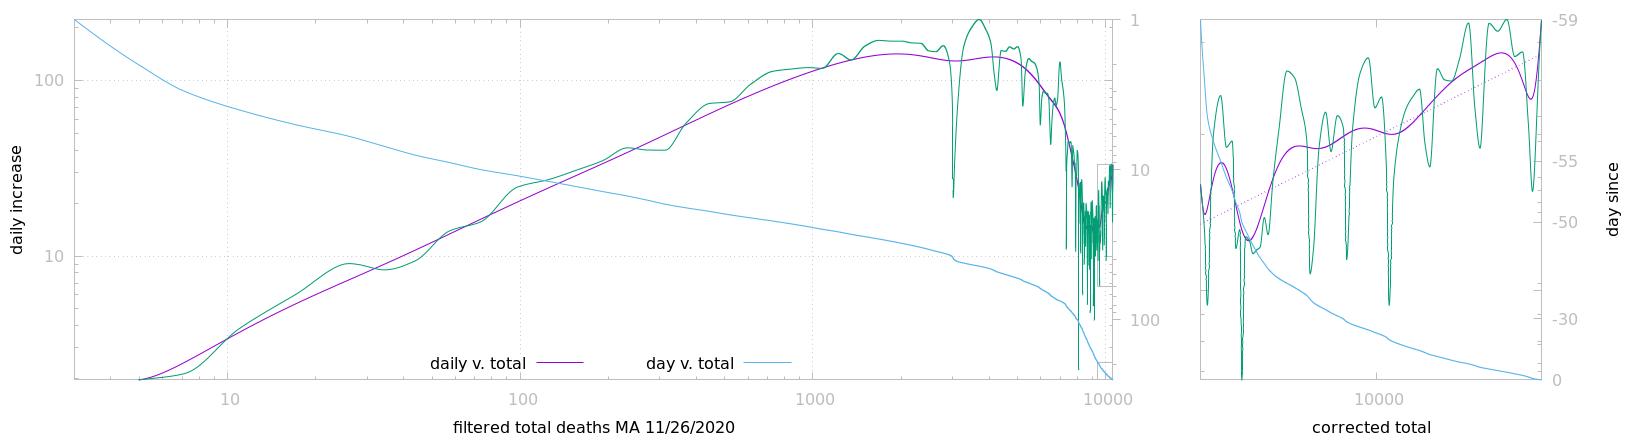 daily increase
100
10
10
100
1000
10000
1
10
100
daily v. total
day v. total
filtered total deaths MA 11/26/2020
-59
-55
-50
-30
0
day since
10000
corrected total